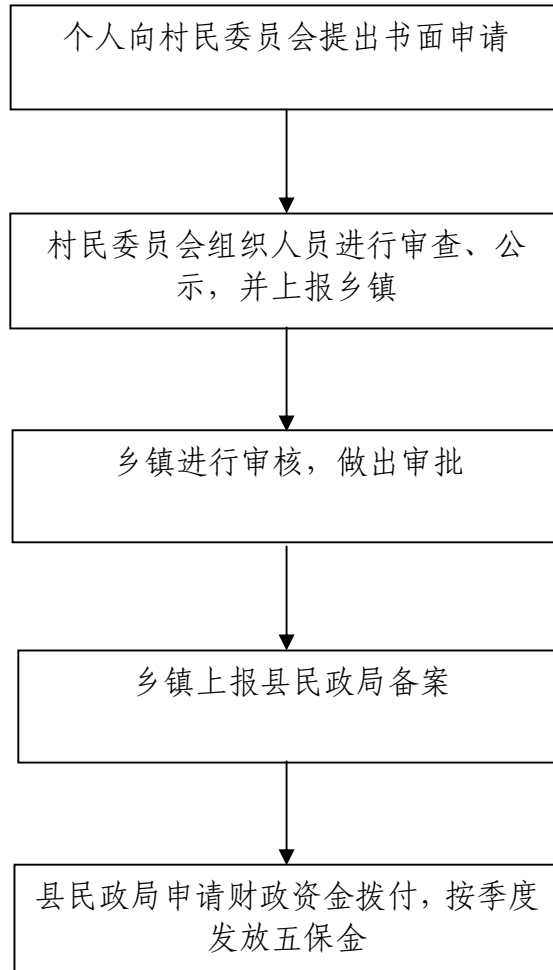 个人向村民委员会提出书面申请
村民委员会组织人员进行审查、公
示，并上报乡镇
乡镇进行审核，做出审批
乡镇上报县民政局备案
县民政局申请财政资金拨付，按季度
发放五保金